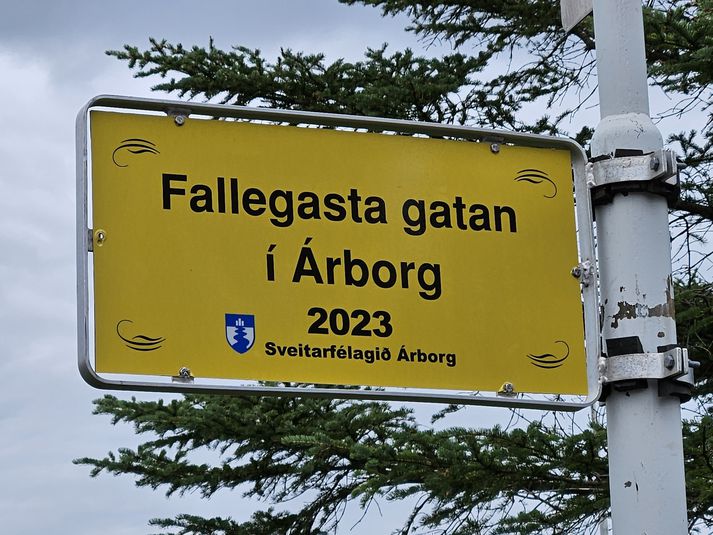 Fallegasta gatan
í Árborg
2023
Sveitarfélagið Árborg